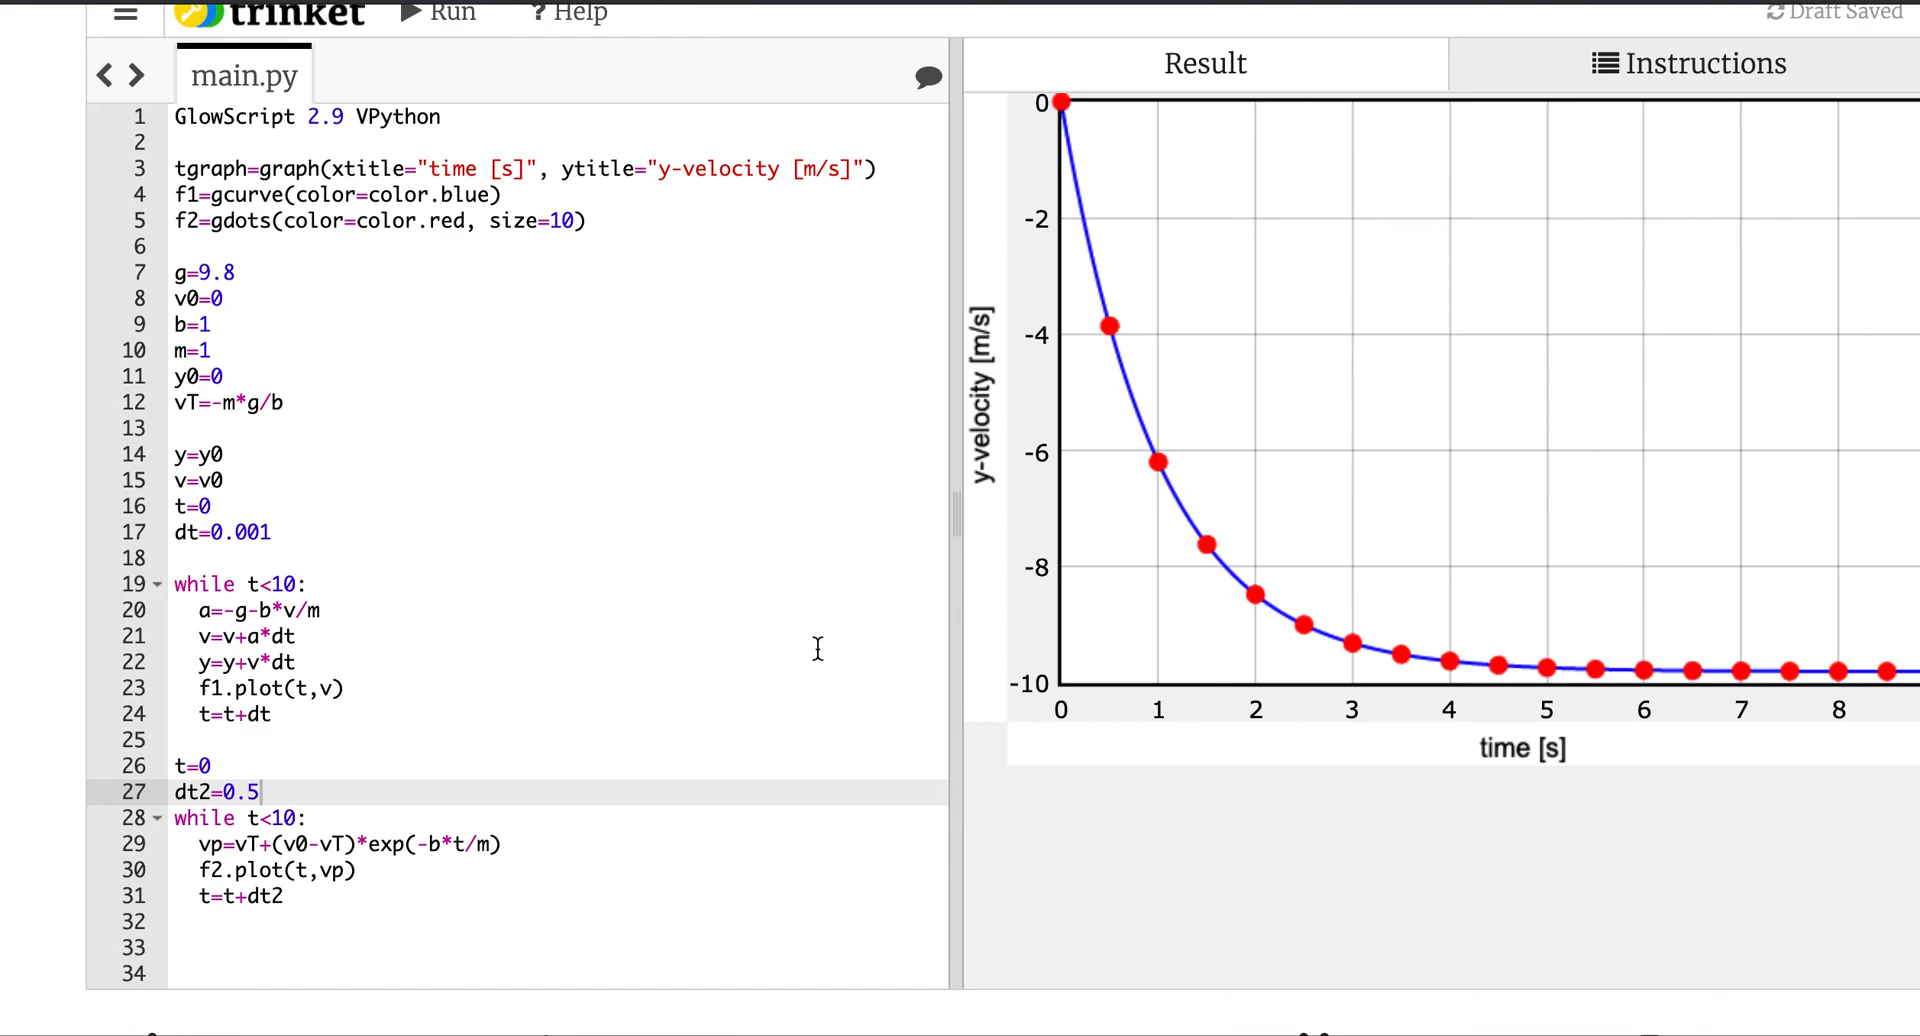 trinket Run ? Help Draft Saved
main.py
Result Instructions
1 GlowScript 2.9 VPython
2
3 tgraph=graph(xtitle="time [s]", ytitle="y-velocity [m/s]")
4 f1=gcurve(color=color.blue)
5 f2=gdots(color=color.red, size=10)
6
7 g=9.8
8 v0=0
9 b=1
10 m=1
11 y0=0
12 vT=-m*g/b
13
14 y=y0
15 v=v0
16 t=0
17 dt=0.001
18
19 while t<10:
20 a=-g-b*v/m
21 v=v+a*dt
22 y=y+v*dt
23 f1.plot(t,v)
24 t=t+dt
25
26 t=0
27 dt2=0.5
28 while t<10:
29 vp=vT+(v0-vT)*exp(-b*t/m)
30 f2.plot(t,vp)
31 t=t+dt2
32
33
34
0
-2
-4
-6
-8
-10
y-velocity [m/s]
0 1 2 3 4 5 6 7 8
time [s]